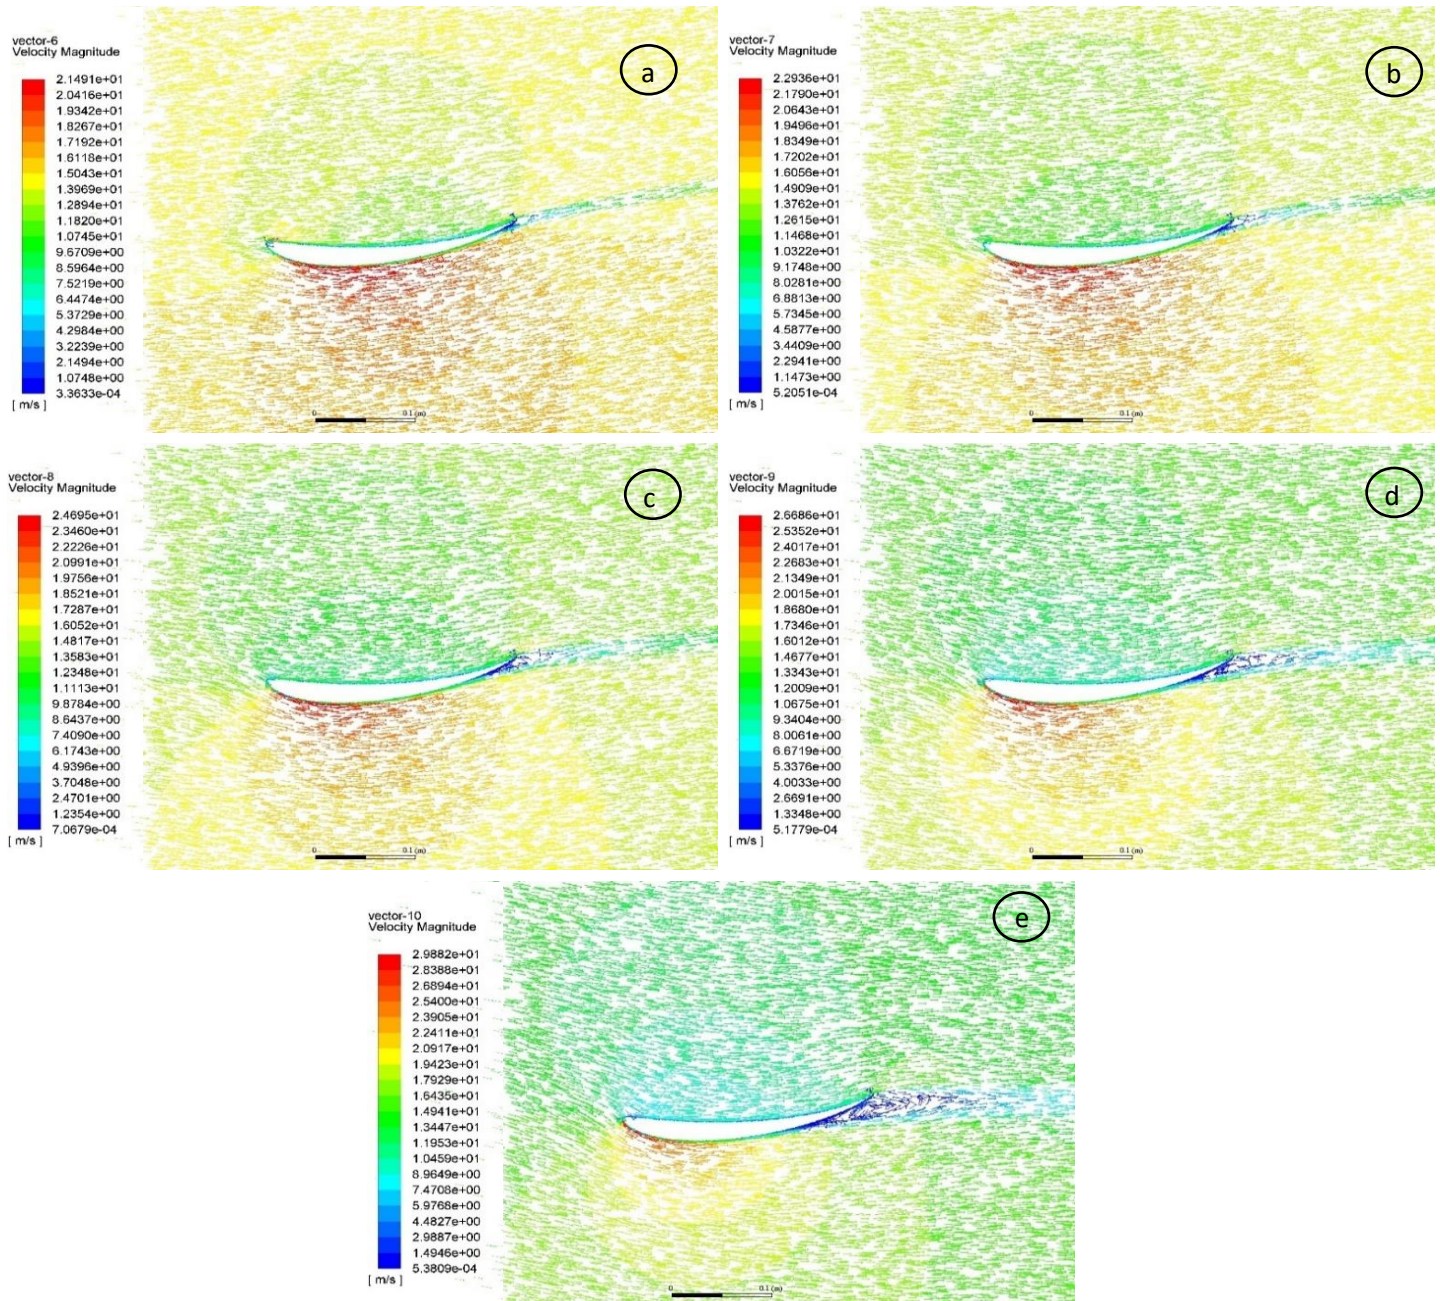 vector-6
Velocity Magnitude
a
2.1491e+01
2.0416e+01
1.9342e+01
1.8267e+01
1.7192e+01
1.6118e+01
1.5043e+01
1.3969e+01
1.2894e+01
1.1820e+01
1.0745e+01
9.6709e+00
8.5964e+00
7.5219e+00
6.4474e+00
5.3729e+00
4.2984e+00
3.2239e+00
2.1494e+00
1.0748e+00
3.3633e-04
[ m/s ]
0 0.1 (m)
vector-7
Velocity Magnitude
b
2.2936e+01
2.1790e+01
2.0643e+01
1.9496e+01
1.8349e+01
1.7202e+01
1.6056e+01
1.4909e+01
1.3762e+01
1.2615e+01
1.1468e+01
1.0322e+01
9.1748e+00
8.0281e+00
6.8813e+00
5.7345e+00
4.5877e+00
3.4409e+00
2.2941e+00
1.1473e+00
5.2051e-04
[ m/s ]
0 0.1 (m)
vector-8
Velocity Magnitude
c
2.4695e+01
2.3460e+01
2.2226e+01
2.0991e+01
1.9756e+01
1.8521e+01
1.7287e+01
1.6052e+01
1.4817e+01
1.3583e+01
1.2348e+01
1.1113e+01
9.8784e+00
8.6437e+00
7.4090e+00
6.1743e+00
4.9396e+00
3.7048e+00
2.4701e+00
1.2354e+00
7.0679e-04
[ m/s ]
0 0.1 (m)
vector-9
Velocity Magnitude
d
2.6686e+01
2.5352e+01
2.4017e+01
2.2683e+01
2.1349e+01
2.0015e+01
1.8680e+01
1.7346e+01
1.6012e+01
1.4677e+01
1.3343e+01
1.2009e+01
1.0675e+01
9.3404e+00
8.0061e+00
6.6719e+00
5.3376e+00
4.0033e+00
2.6691e+00
1.3348e+00
5.1779e-04
[ m/s ]
0 0.1 (m)
vector-10
Velocity Magnitude
e
2.9882e+01
2.8388e+01
2.6894e+01
2.5400e+01
2.3905e+01
2.2411e+01
2.0917e+01
1.9423e+01
1.7929e+01
1.6435e+01
1.4941e+01
1.3447e+01
1.1953e+01
1.0459e+01
8.9649e+00
7.4708e+00
5.9768e+00
4.4827e+00
2.9887e+00
1.4946e+00
5.3809e-04
[ m/s ]
0 0.1 (m)